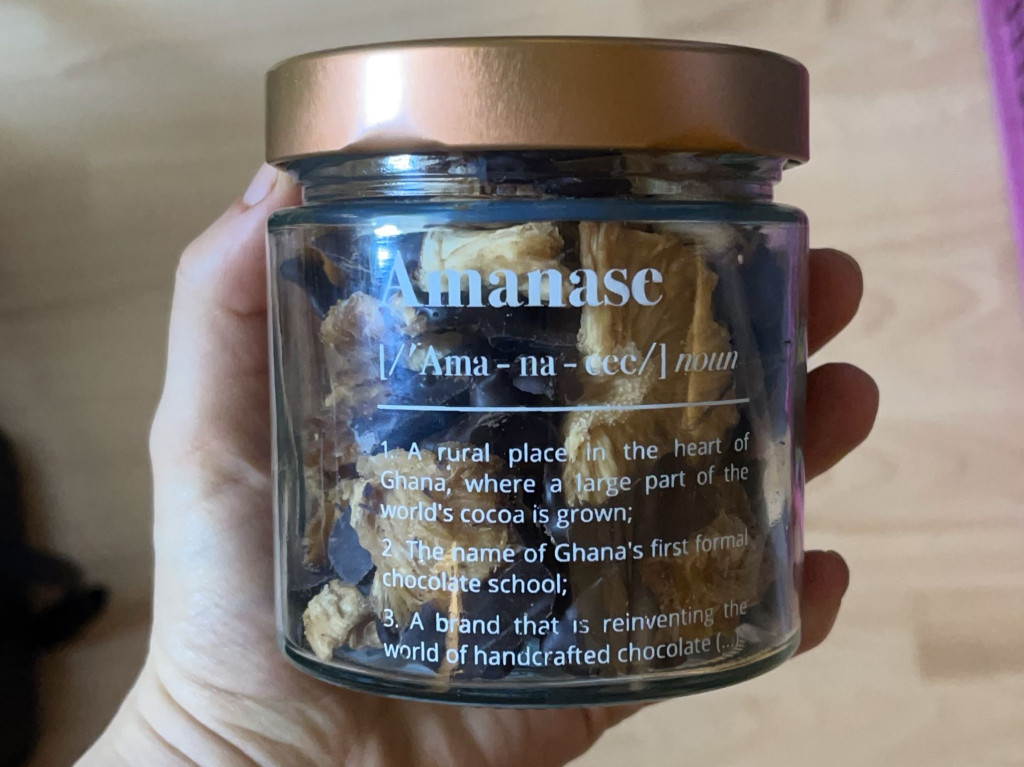 Amanase
[/'Ama - na - eee/] noun
1. A rural place, in the heart of
Ghana, where a large part of the
world's cocoa is grown;
2. The name of Ghana's first formal
chocolate school;
3. A brand that is reinventing the
world of handcrafted chocolate (...)